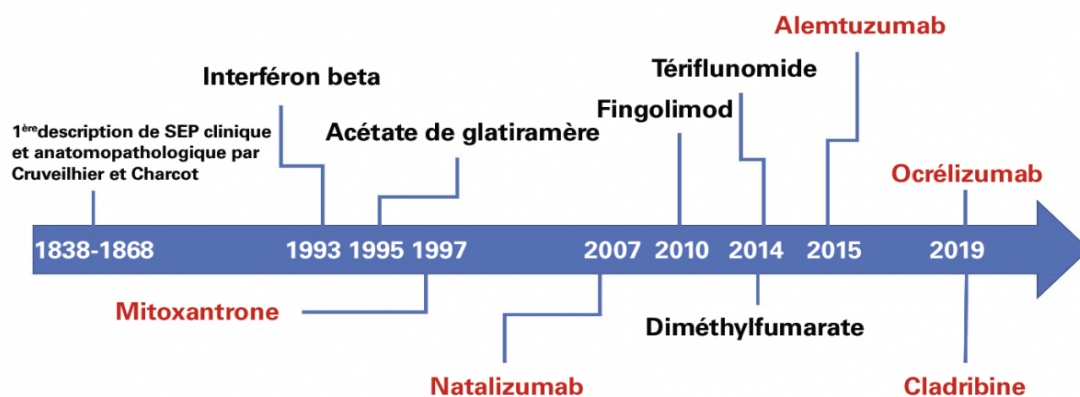 Alemtuzumab
Interféron beta
Tériflunomide
Fingolimod
1ère description de SEP clinique
et anatomopathologique par
Cruveilhier et Charcot
Acétate de glatiramère
Ocrélizumab
1838-1868 1993 1995 1997 2007 2010 2014 2015 2019
Mitoxantrone
Diméthylfumarate
Natalizumab
Cladribine